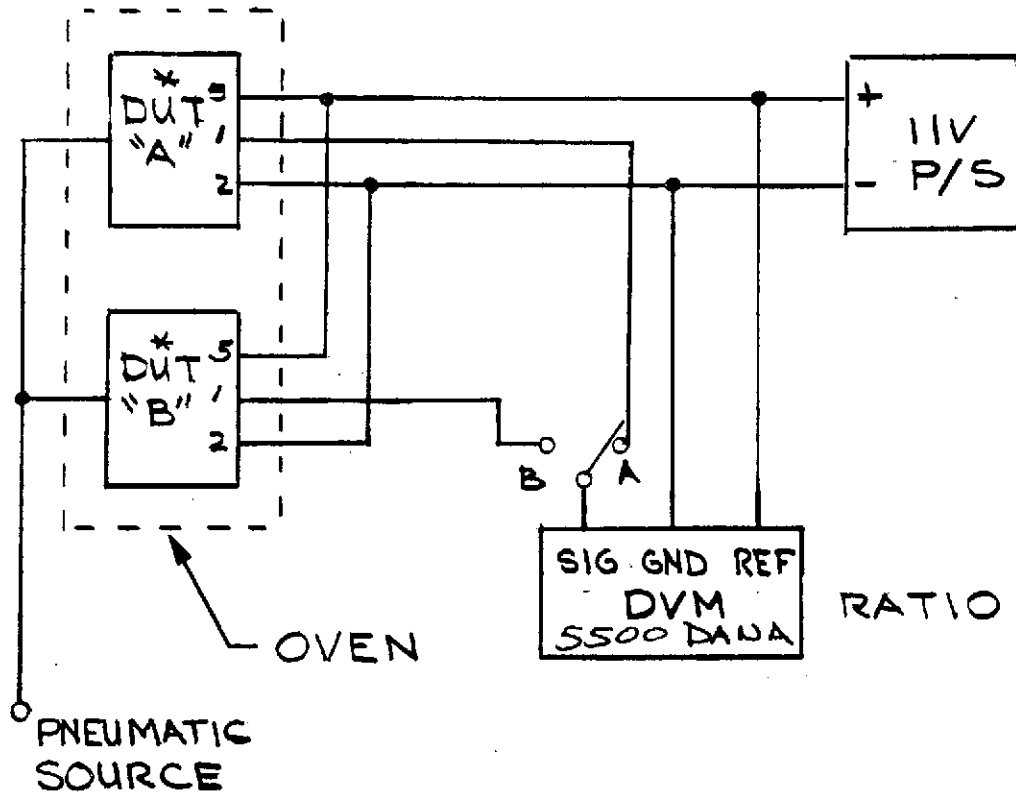 *
DUT 5
"A" 1
2
+
11V
P/S
-
*
DUT 5
"B" 1
2
B
A
SIG GND REF
DVM
5500 DANA
RATIO
OVEN
PNEUMATIC
SOURCE